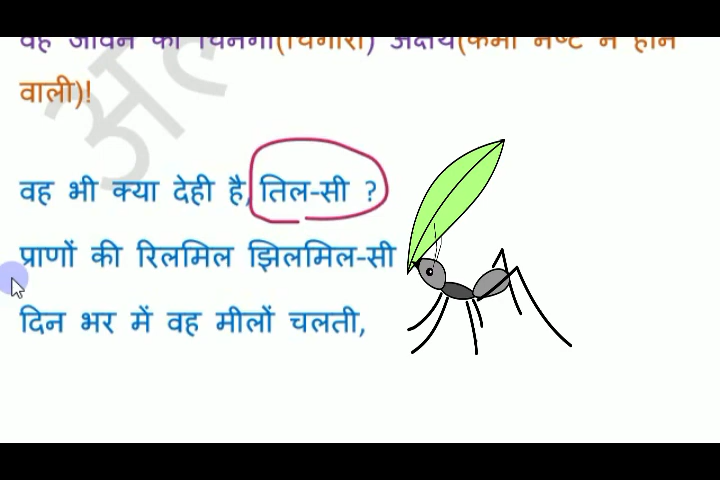 वह जीवन की चिनगी(चिंगारी) अक्षय(कभी नष्ट न होने
वाली)!
वह भी क्या देही है, तिल-सी ?
प्राणों की रिलमिल झिलमिल-सी
दिन भर में वह मीलों चलती,